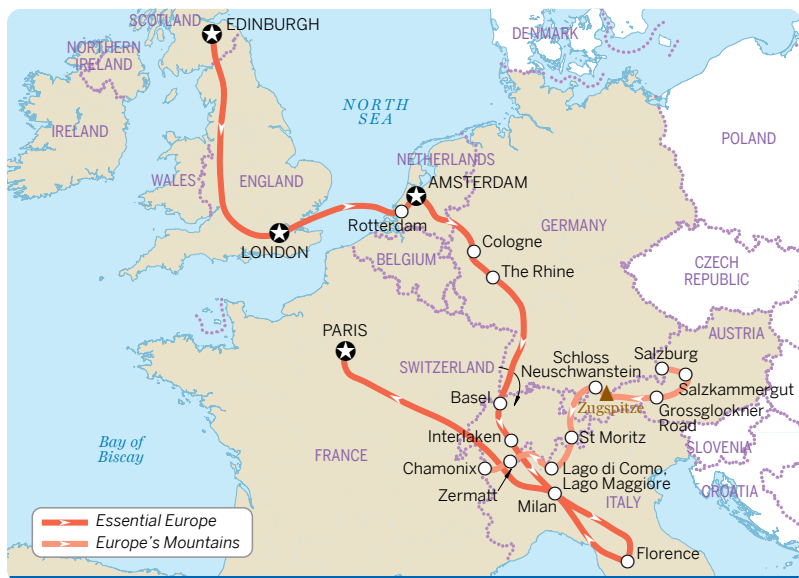 SCOTLAND
EDINBURGH
NORTHERN
IRELAND
DENMARK
NORTH
SEA
IRELAND
POLAND
NETHERLANDS
WALES
ENGLAND
AMSTERDAM
Rotterdam
GERMANY
LONDON
Cologne
BELGIUM
The Rhine
CZECH
REPUBLIC
PARIS
AUSTRIA
SWITZERLAND
Schloss
Neuschwanstein
Salzburg
Salzkammergut
Basel
Zugspitze
Grossglockner
Road
Interlaken
St Moritz
Bay of
Biscay
FRANCE
Chamonix
Lago di Como,
Lago Maggiore
SLOVENIA
Zermatt
Milan
ITALY
CROATIA
Florence
Essential Europe
Europe's Mountains